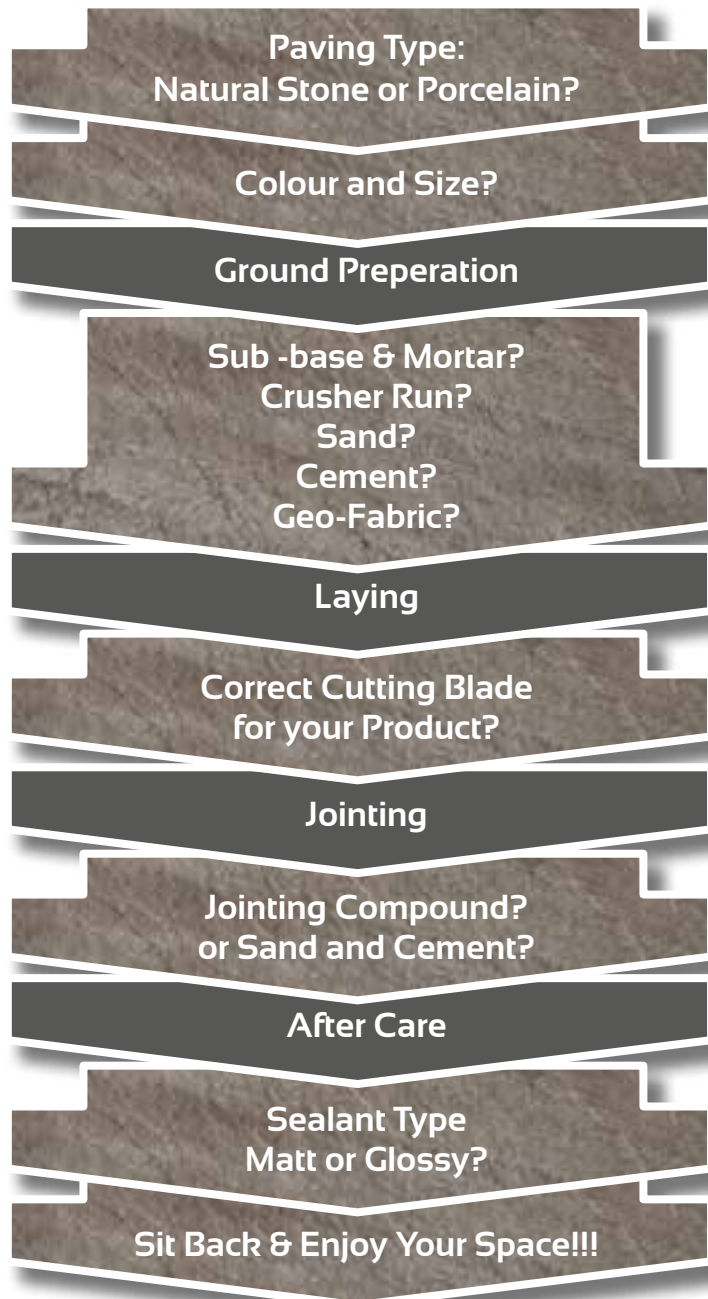 Paving Type:
Natural Stone or Porcelain?
Colour and Size?
Ground Preperation
Sub -base & Mortar?
Crusher Run?
Sand?
Cement?
Geo-Fabric?
Laying
Correct Cutting Blade
for your Product?
Jointing
Jointing Compound?
or Sand and Cement?
After Care
Sealant Type
Matt or Glossy?
Sit Back & Enjoy Your Space!!!